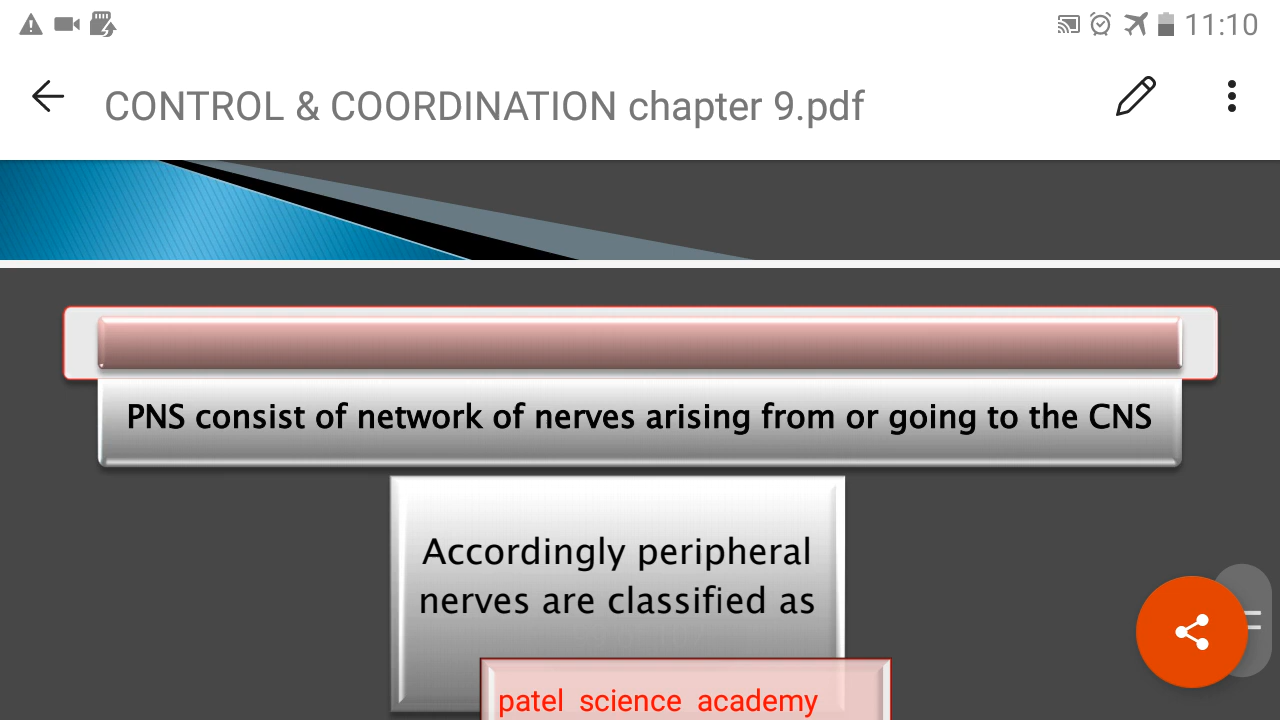 11:10
CONTROL & COORDINATION chapter 9.pdf
PNS consist of network of nerves arising from or going to the CNS
Accordingly peripheral
nerves are classified as
patel science academy